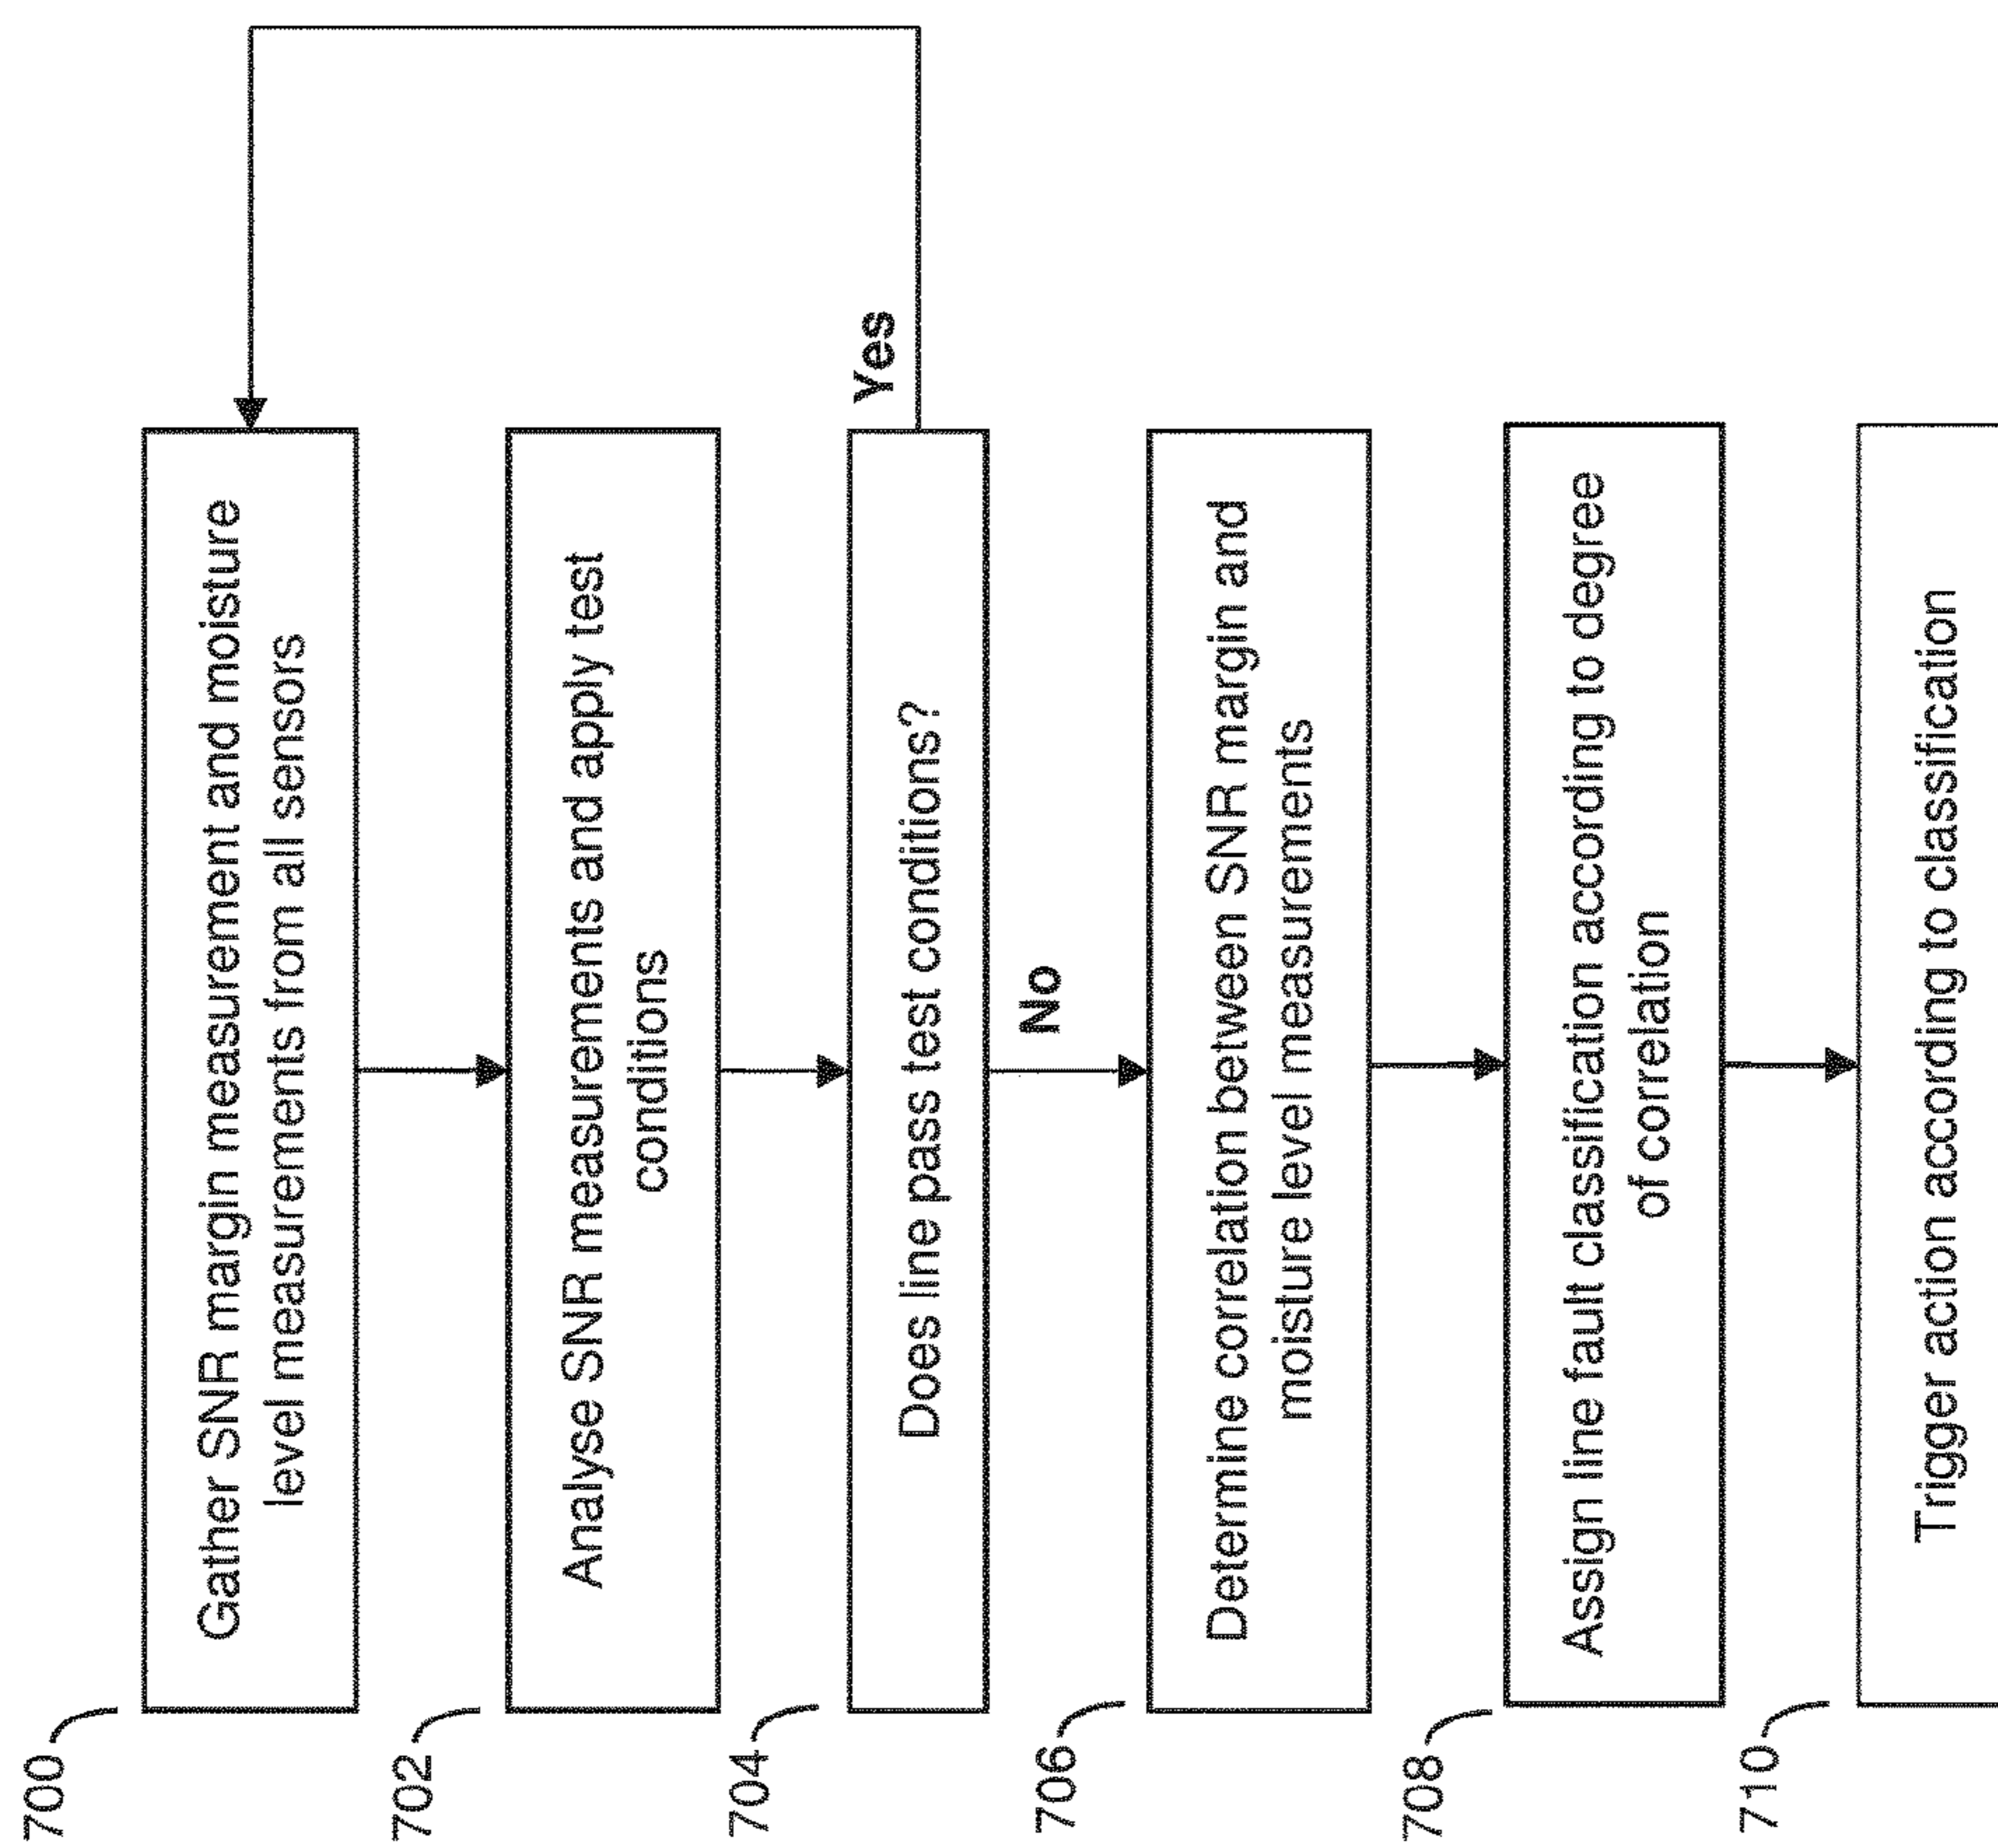 700
Gather SNR margin measurement and moisture
level measurements from all sensors
702
Analyse SNR measurements and apply test
conditions
704
Does line pass test conditions?
Yes
No
706
Determine correlation between SNR margin and
moisture level measurements
708
Assign line fault classification according to degree
of correlation
710
Trigger action according to classification